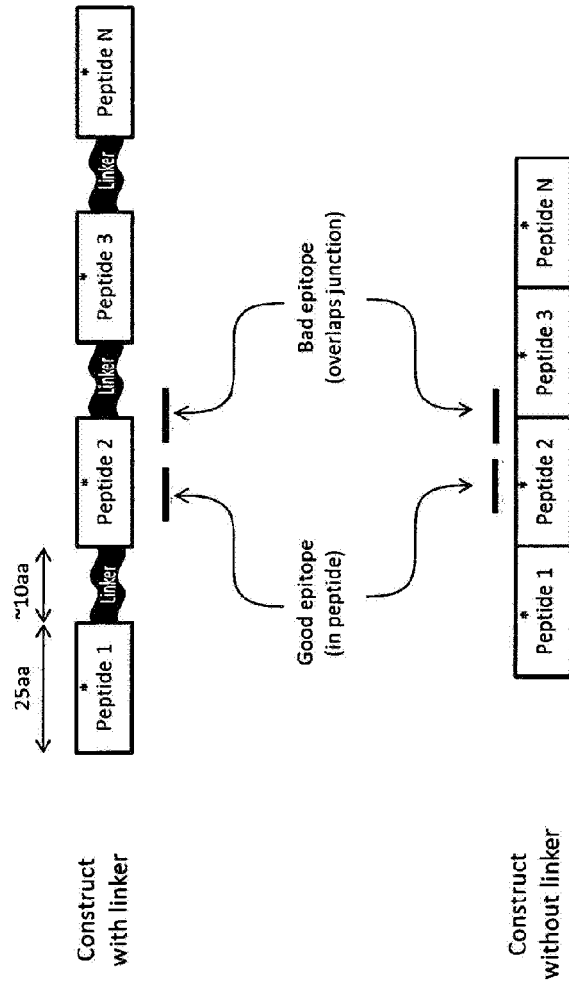 25aa
~10aa
Construct
with linker
*
Peptide 1
Linker
*
Peptide 2
Linker
*
Peptide 3
Linker
*
Peptide N
Good epitope
(in peptide)
Bad epitope
(overlaps junction)
Construct
without linker
*
Peptide 1
*
Peptide 2
*
Peptide 3
*
Peptide N